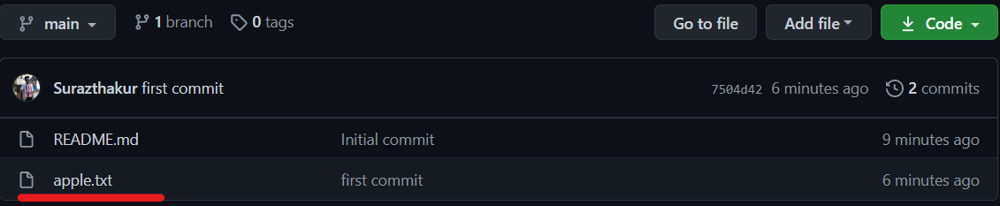 main 1 branch 0 tags Go to file Add file Code
Surazthakur first commit 7504d42 6 minutes ago 2 commits
README.md Initial commit 9 minutes ago
apple.txt first commit 6 minutes ago